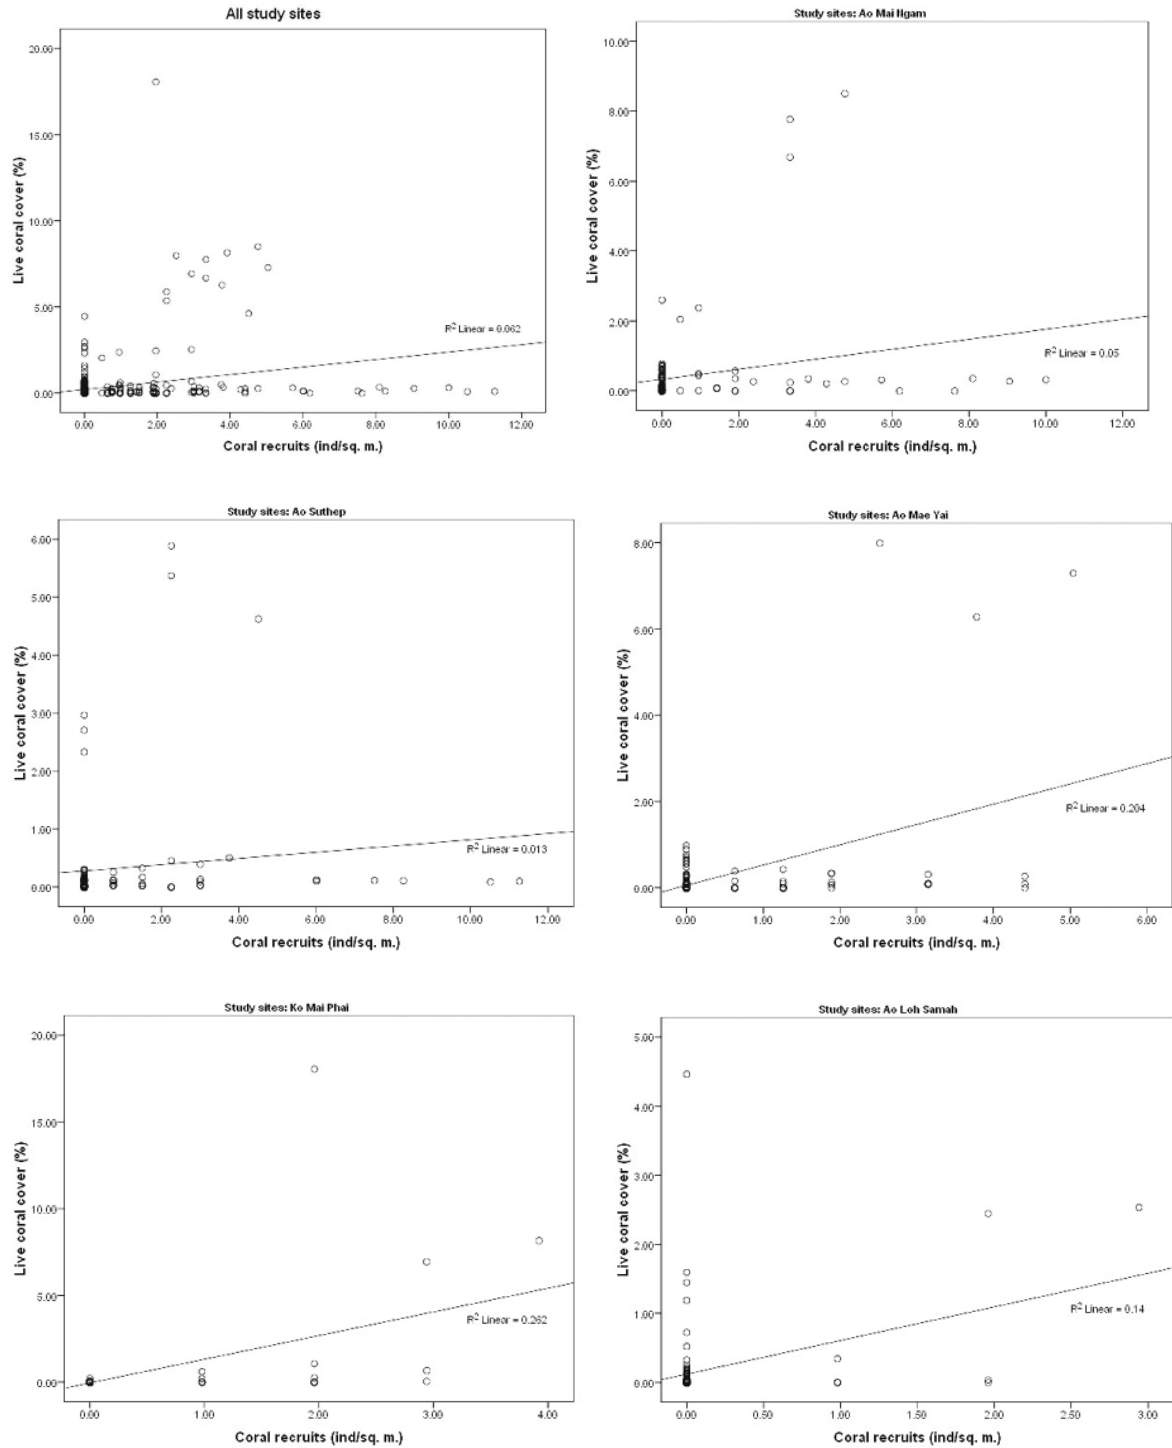 All study sites
20.00
15.00
10.00
5.00
0.00
Live coral cover (%)
R² Linear = 0.062
0.00 2.00 4.00 6.00 8.00 10.00 12.00
Coral recruits (ind/sq. m.)
Study sites: Ao Mai Ngam
10.00
8.00
6.00
4.00
2.00
0.00
Live coral cover (%)
R² Linear = 0.05
0.00 2.00 4.00 6.00 8.00 10.00 12.00
Coral recruits (ind/sq. m.)
Study sites: Ao Suthep
6.00
5.00
4.00
3.00
2.00
1.00
0.00
Live coral cover (%)
R² Linear = 0.013
0.00 2.00 4.00 6.00 8.00 10.00 12.00
Coral recruits (ind/sq. m.)
Study sites: Ao Mae Yai
8.00
6.00
4.00
2.00
0.00
Live coral cover (%)
R² Linear = 0.204
0.00 1.00 2.00 3.00 4.00 5.00 6.00
Coral recruits (ind/sq. m.)
Study sites: Ko Mai Phai
20.00
15.00
10.00
5.00
0.00
Live coral cover (%)
R² Linear = 0.262
0.00 1.00 2.00 3.00 4.00
Coral recruits (ind/sq. m.)
Study sites: Ao Loh Samah
5.00
4.00
3.00
2.00
1.00
0.00
Live coral cover (%)
R² Linear = 0.14
0.00 0.50 1.00 1.50 2.00 2.50 3.00
Coral recruits (ind/sq. m.)